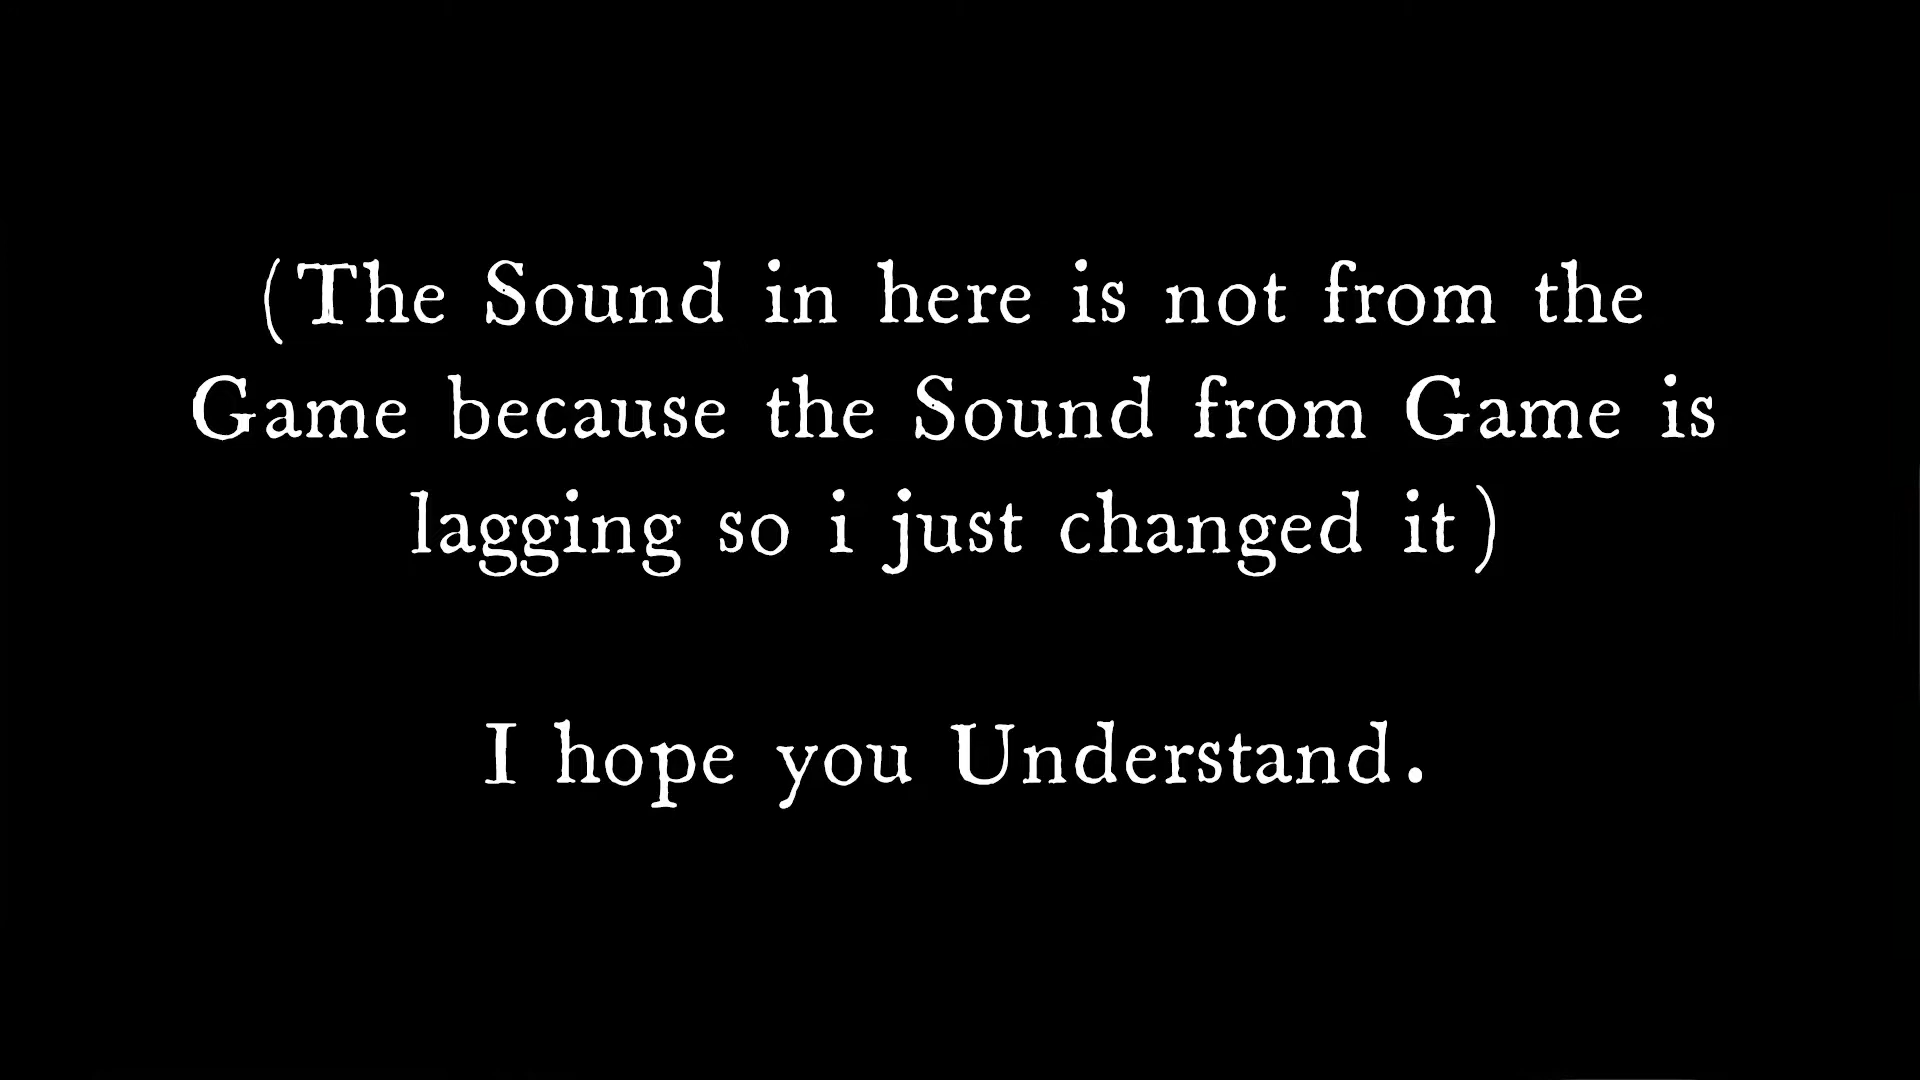 (The Sound in here is not from the
Game because the Sound from Game is
lagging so i just changed it)
I hope you Understand.